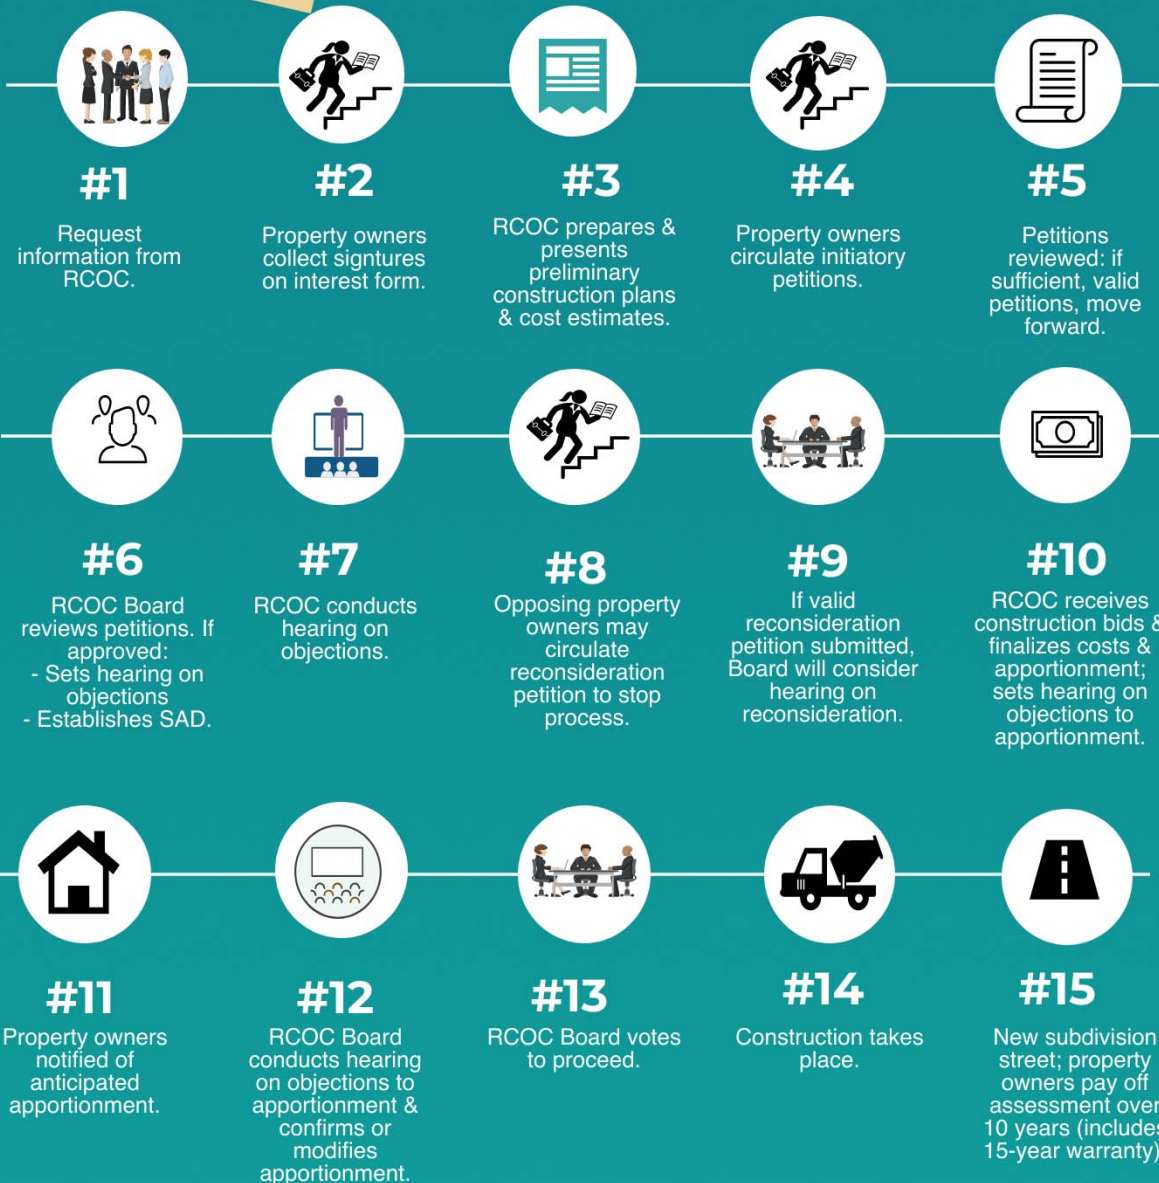 #1
Request
information from
RCOC.
#2
Property owners
collect signtures
on interest form.
#3
RCOC prepares &
presents
preliminary
construction plans
& cost estimates.
#4
Property owners
circulate initiatory
petitions.
#5
Petitions
reviewed: if
sufficient, valid
petitions, move
forward.
#6
RCOC Board
reviews petitions. If
approved:
- Sets hearing on
objections
- Establishes SAD.
#7
RCOC conducts
hearing on
objections.
#8
Opposing property
owners may
circulate
reconsideration
petition to stop
process.
#9
If valid
reconsideration
petition submitted,
Board will consider
hearing on
reconsideration.
#10
RCOC receives
construction bids &
finalizes costs &
apportionment;
sets hearing on
objections to
apportionment.
#11
Property owners
notified of
anticipated
apportionment.
#12
RCOC Board
conducts hearing
on objections to
apportionment &
confirms or
modifies
apportionment.
#13
RCOC Board votes
to proceed.
#14
Construction takes
place.
#15
New subdivision
street; property
owners pay off
assessment over
10 years (includes
15-year warranty)